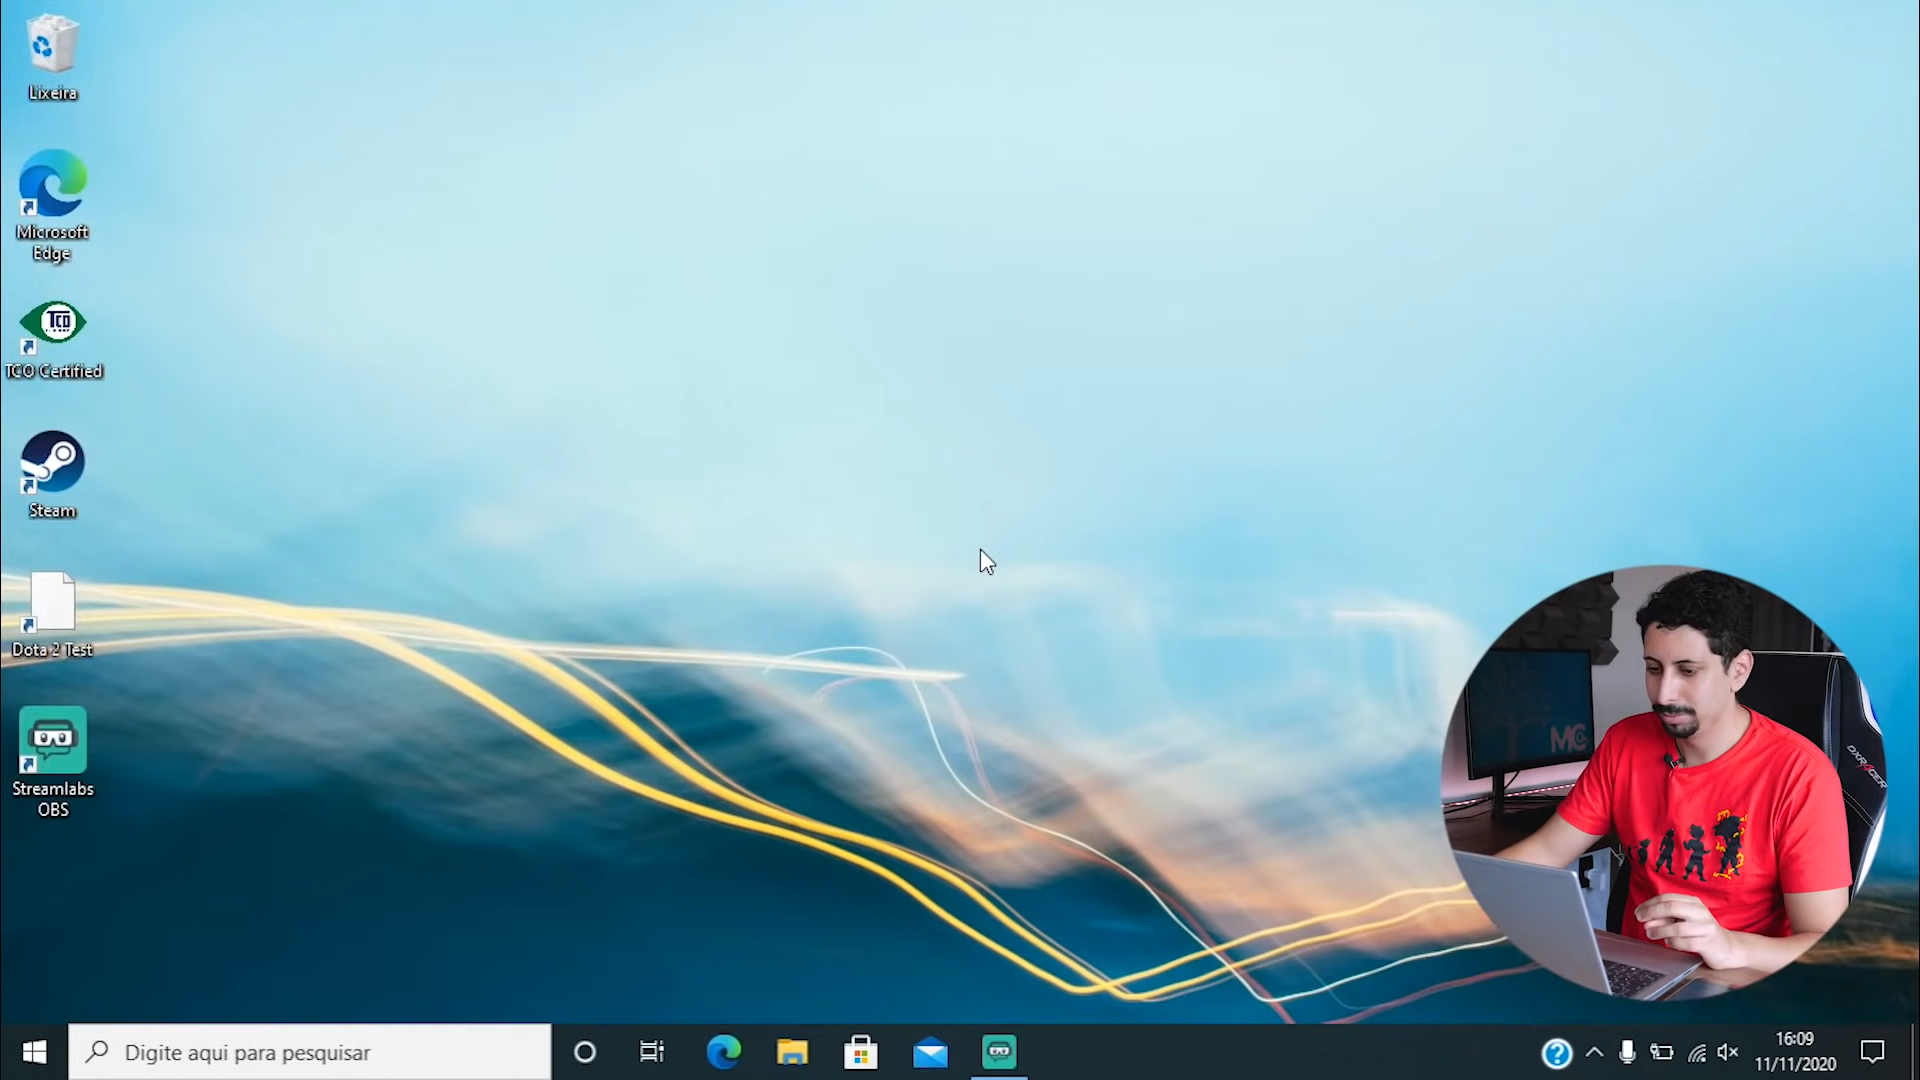 Lixeira
Microsoft
Edge
TCO
TCO Certified
Steam
Dota 2 Test
Streamlabs
OBS
MC
DXRACER
Digite aqui para pesquisar
16:09
11/11/2020